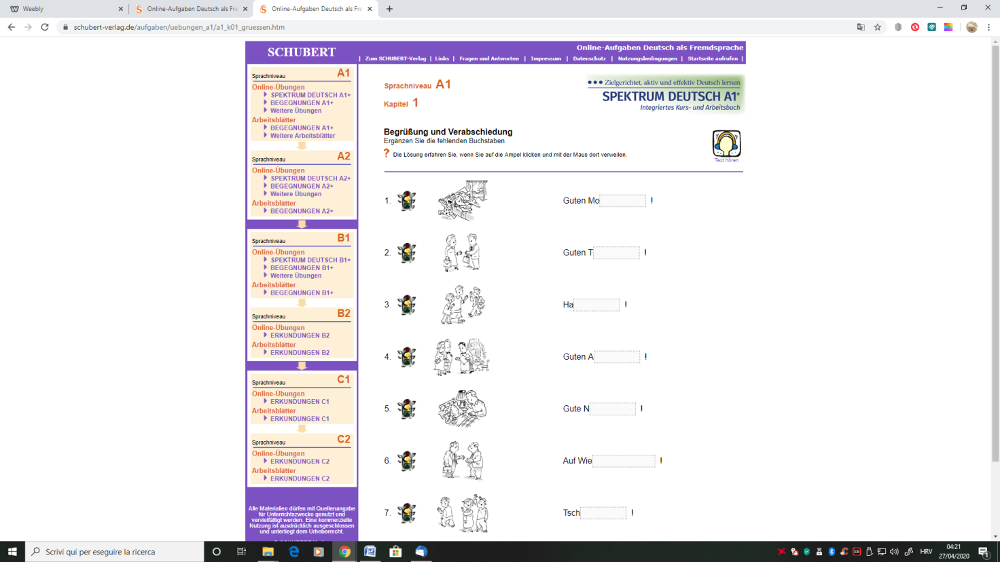 Weebly
Online-Aufgaben Deutsch als Fre
Online-Aufgaben Deutsch als Fre
schubert-verlag.de/aufgaben/uebungen_a1/a1_k01_gruessen.htm
SCHUBERT
Online-Aufgaben Deutsch als Fremdsprache
| Zum SCHUBERT-Verlag | Links | Fragen und Antworten | Impressum | Datenschutz | Nutzungsbedingungen | Startseite aufrufen |
Sprachniveau A1
Online-Übungen
SPEKTRUM DEUTSCH A1+
BEGEGNUNGEN A1+
Weitere Übungen
Arbeitsblätter
BEGEGNUNGEN A1+
Weitere Arbeitsblätter
Sprachniveau A2
Online-Übungen
SPEKTRUM DEUTSCH A2+
BEGEGNUNGEN A2+
Weitere Übungen
Arbeitsblätter
BEGEGNUNGEN A2+
Sprachniveau B1
Online-Übungen
SPEKTRUM DEUTSCH B1+
BEGEGNUNGEN B1+
Weitere Übungen
Arbeitsblätter
BEGEGNUNGEN B1+
Sprachniveau B2
Online-Übungen
ERKUNDUNGEN B2
Arbeitsblätter
ERKUNDUNGEN B2
Sprachniveau C1
Online-Übungen
ERKUNDUNGEN C1
Arbeitsblätter
ERKUNDUNGEN C1
Sprachniveau C2
Online-Übungen
ERKUNDUNGEN C2
Arbeitsblätter
ERKUNDUNGEN C2
Alle Materialien dürfen mit Quellenangabe
für Unterrichtszwecke genutzt und
vervielfältigt werden. Eine kommerzielle
Nutzung ist ausdrücklich ausgeschlossen
und unterliegt dem Urheberrecht.
Sprachniveau A1
Kapitel 1
••• Zielgerichtet, aktiv und effektiv Deutsch lernen
SPEKTRUM DEUTSCH A1+
Integriertes Kurs- und Arbeitsbuch
Begrüßung und Verabschiedung
Ergänzen Sie die fehlenden Buchstaben.
? Die Lösung erfahren Sie, wenn Sie auf die Ampel klicken und mit der Maus dort verweilen.
Text hören
1. Guten Mo !
2. Guten T !
3. Ha !
4. Guten A !
5. Gute N !
6. Auf Wie !
7. Tsch !
Scrivi qui per eseguire la ricerca
HRV
04:21
27/04/2020